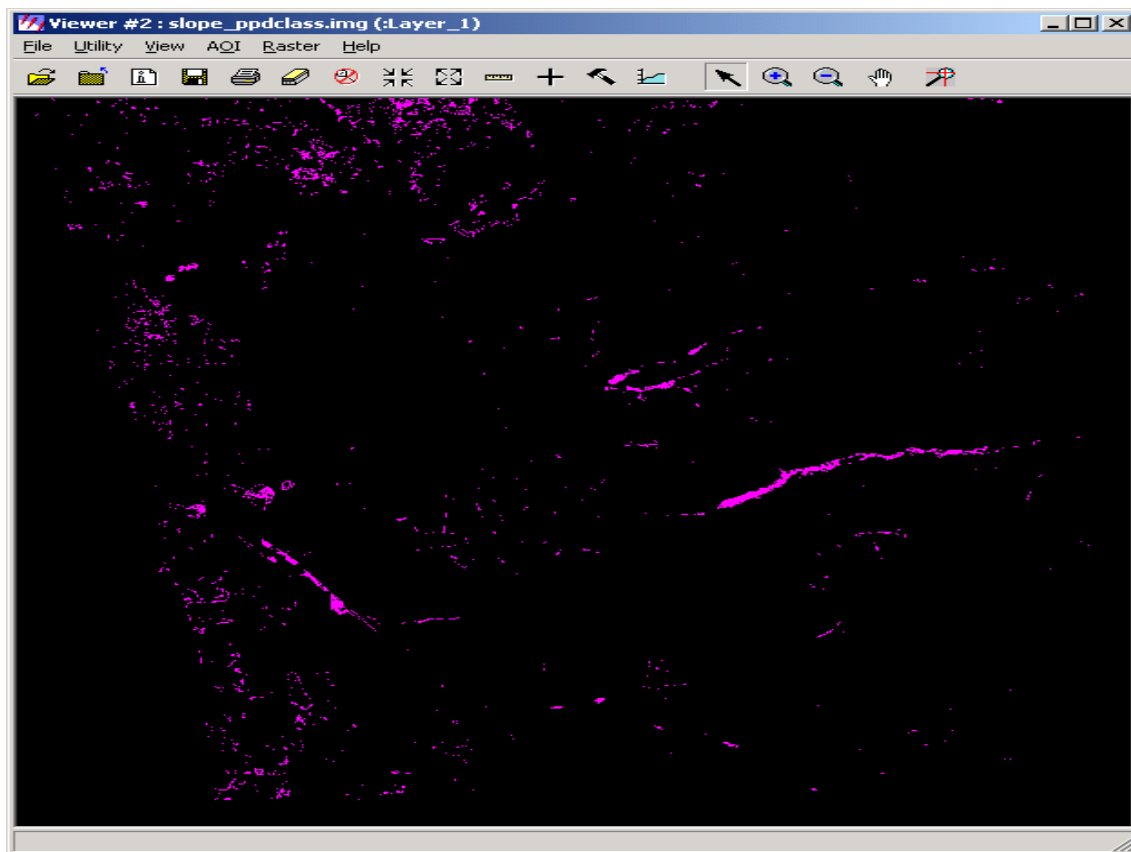 Viewer #2 : slope_ppdclass.img (:Layer_1)
File Utility View AOI Raster Help